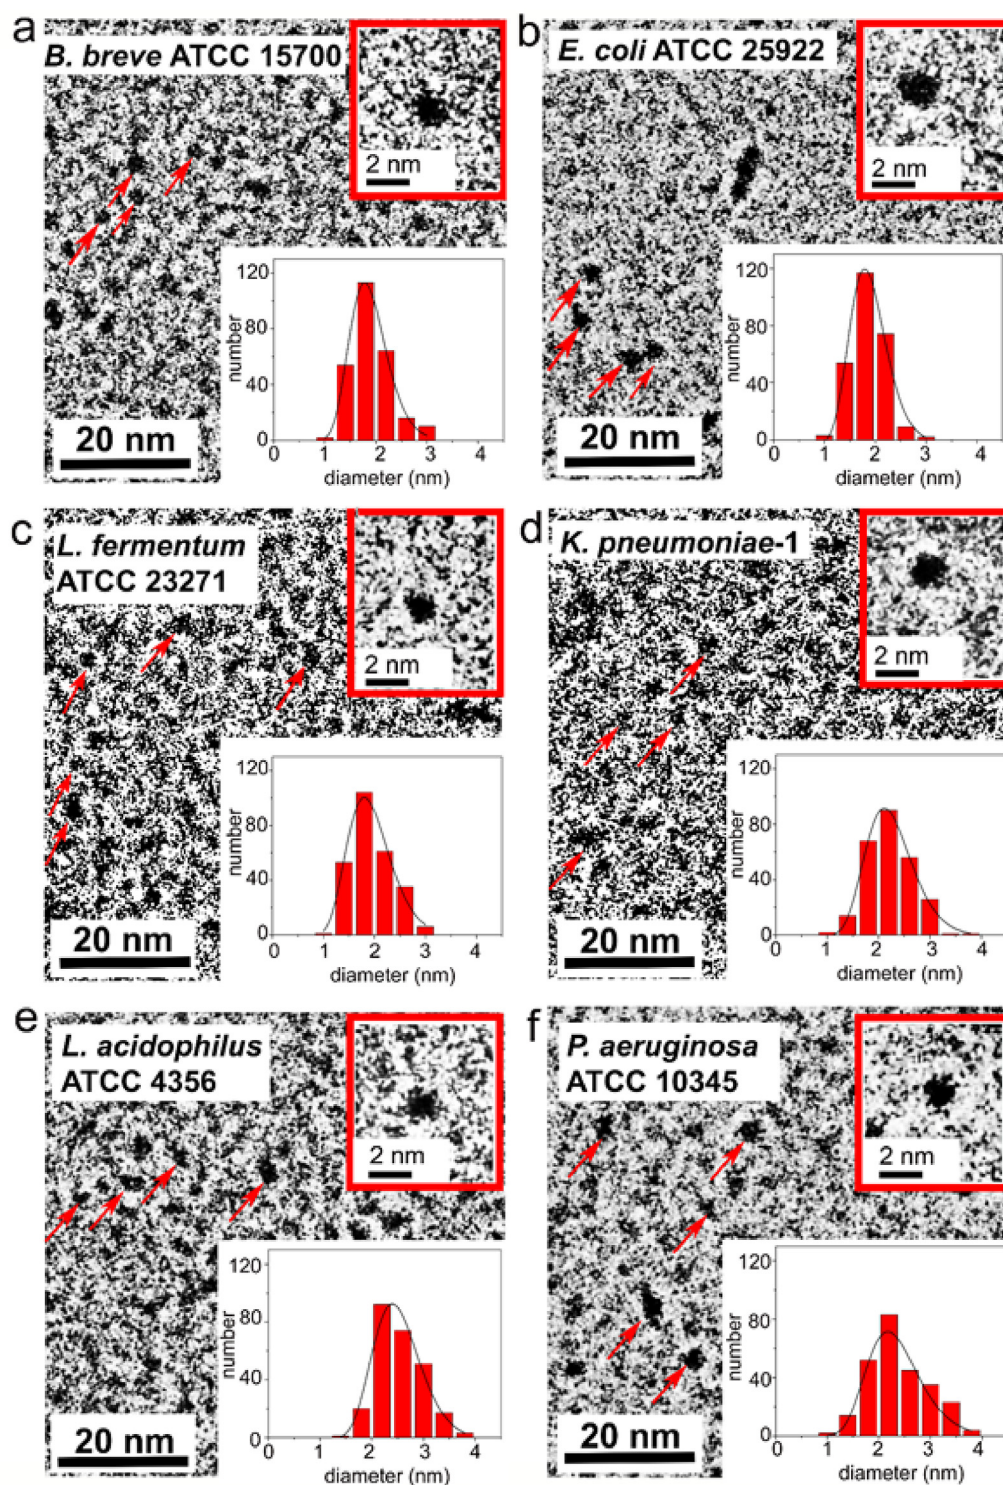 a
B. breve ATCC 15700
2 nm
120
80
40
0
number
0 1 2 3 4
diameter (nm)
20 nm
b
E. coli ATCC 25922
2 nm
120
80
40
0
number
0 1 2 3 4
diameter (nm)
20 nm
c
L. fermentum
ATCC 23271
2 nm
120
80
40
0
number
0 1 2 3 4
diameter (nm)
20 nm
d
K. pneumoniae-1
2 nm
120
80
40
0
number
0 1 2 3 4
diameter (nm)
20 nm
e
L. acidophilus
ATCC 4356
2 nm
120
80
40
0
number
0 1 2 3 4
diameter (nm)
20 nm
f
P. aeruginosa
ATCC 10345
2 nm
120
80
40
0
number
0 1 2 3 4
diameter (nm)
20 nm